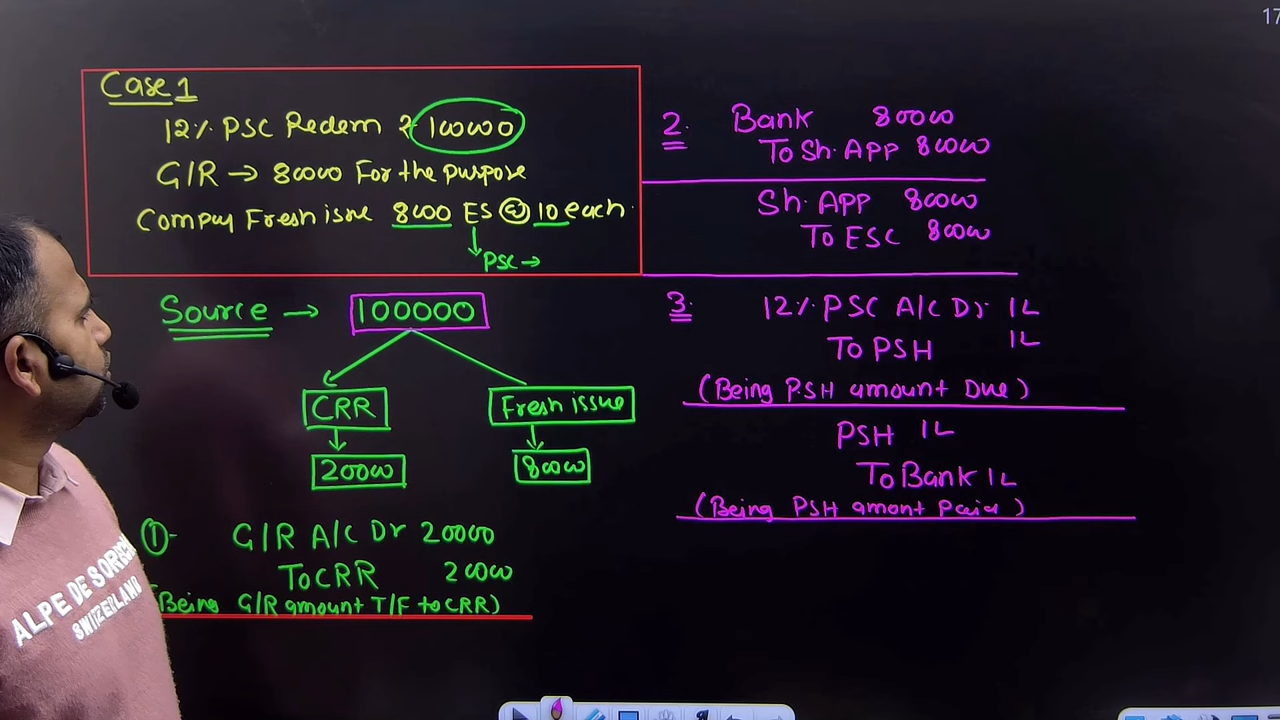 17
Case 1
12% PSC Redem ₹ 100000
G/R → 80000 For the purpose
Compay Fresh issue 8000 ES @ 10 each.
PSC →
Source → 100000
CRR
Fresh issue
20000
80000
①- G/R A/C Dr 20000
To CRR 20000
(Being G/R amount T/F to CRR)
2. Bank 80000
To Sh. APP 80000
Sh. APP 80000
To ESC 80000
3. 12% PSC A/C Dr 1L
To PSH 1L
(Being PSH amount Due)
PSH 1L
To Bank 1L
(Being PSH amont paid)
ALPE DE
SWITZERLAND